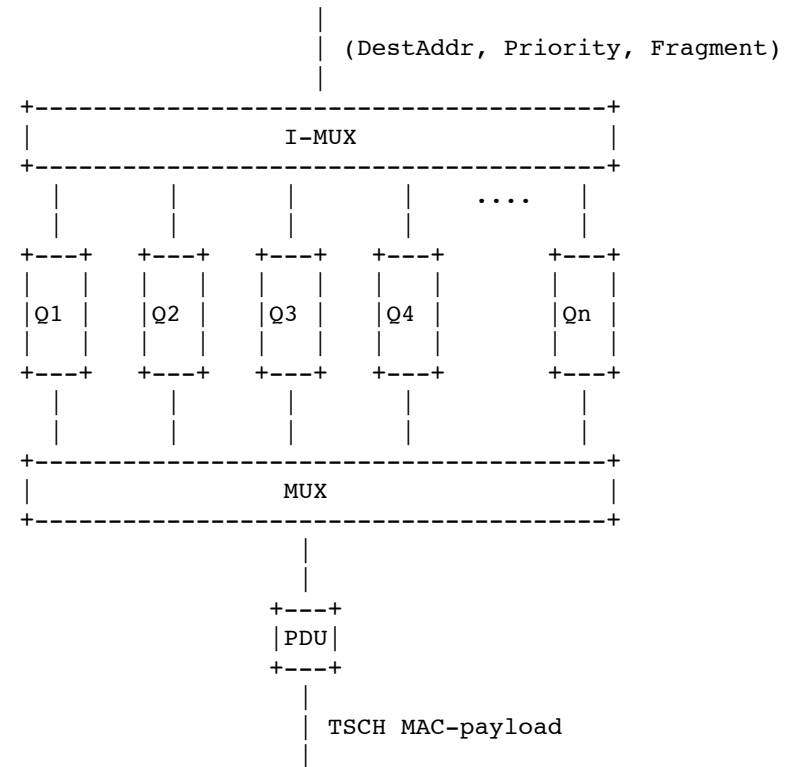 (DestAddr, Priority, Fragment)
I-MUX
....
Q1 Q2 Q3 Q4 Qn
MUX
PDU
TSCH MAC-payload